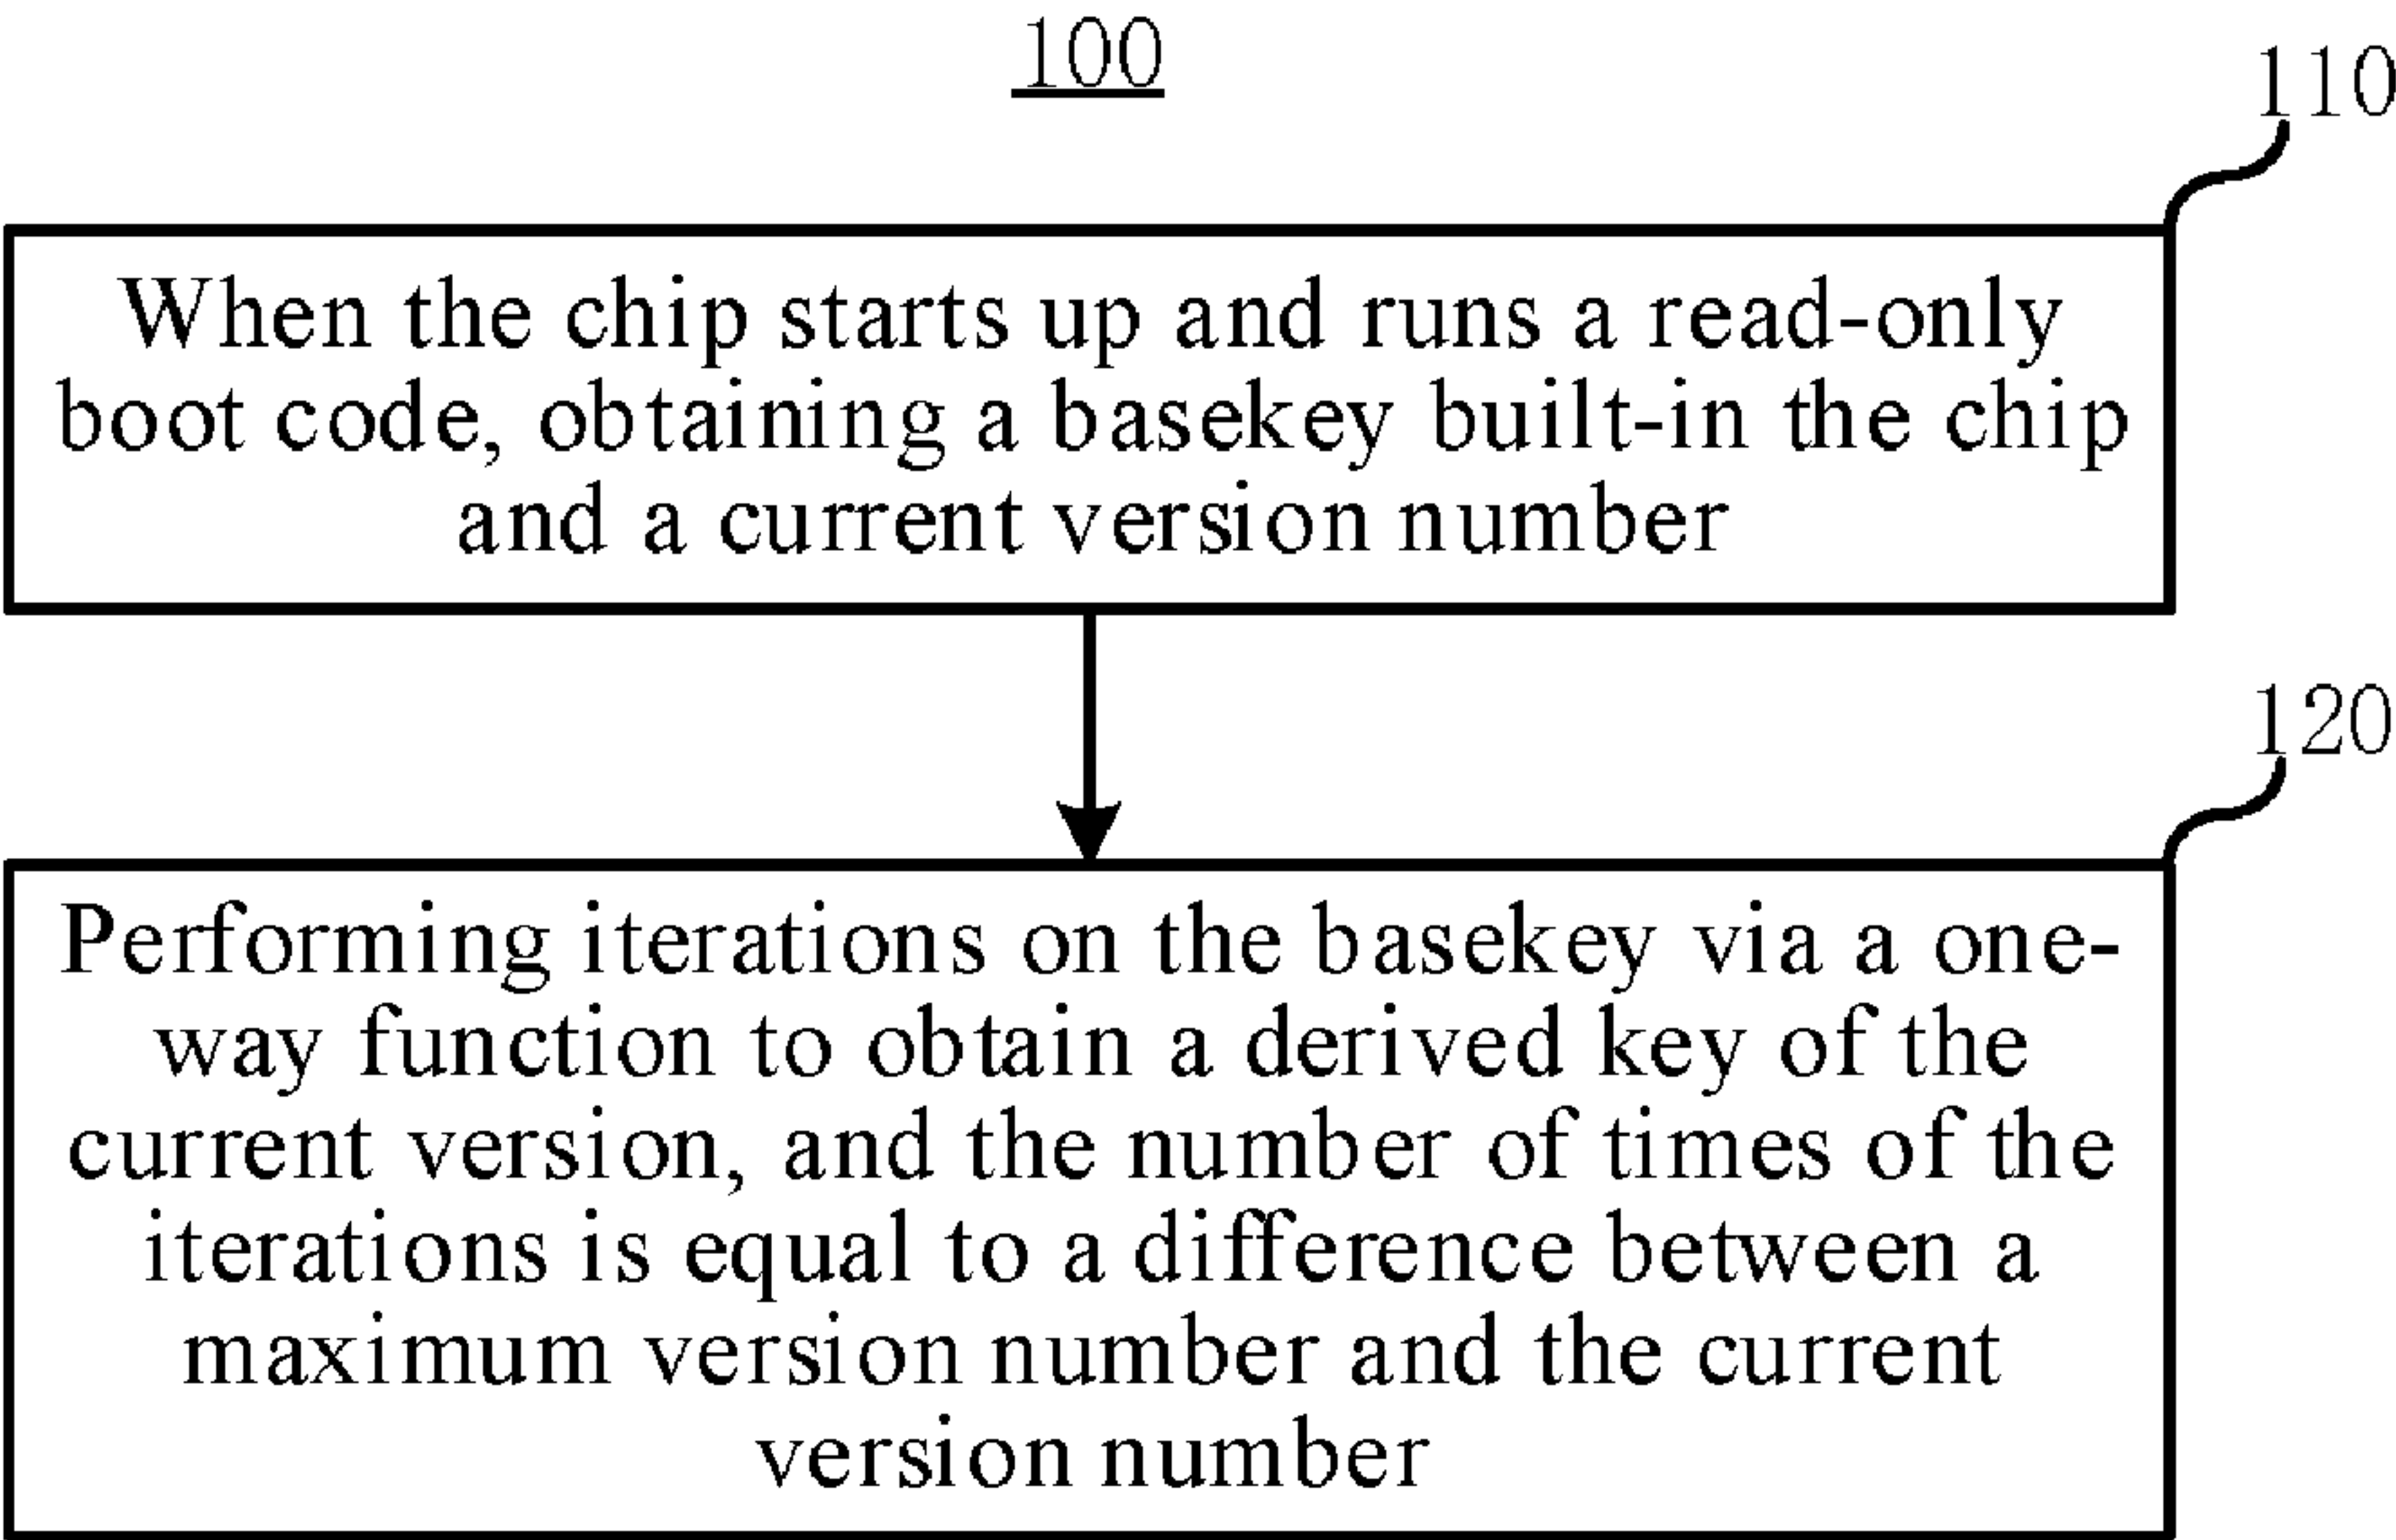 100
110
When the chip starts up and runs a read-only
boot code, obtaining a basekey built-in the chip
and a current version number
120
Performing iterations on the basekey via a one-
way function to obtain a derived key of the
current version, and the number of times of the
iterations is equal to a difference between a
maximum version number and the current
version number